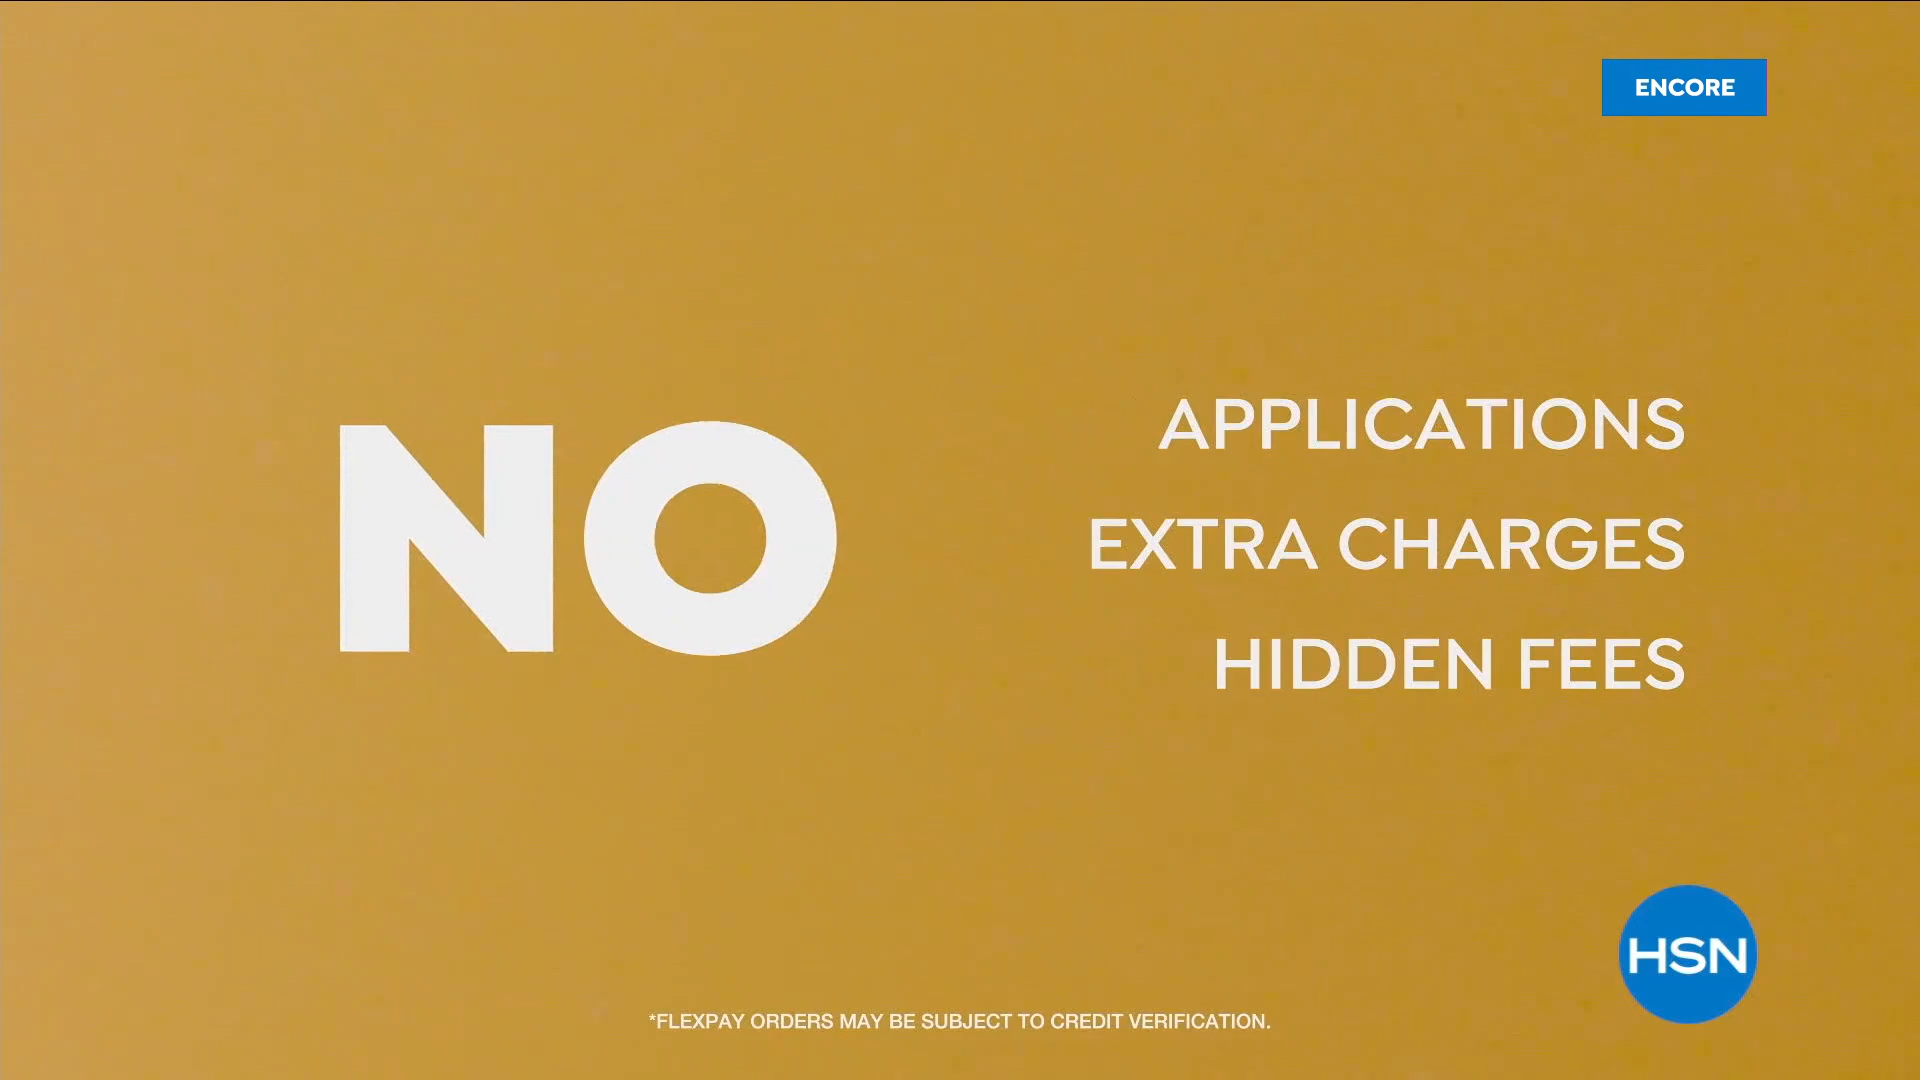 ENCORE
NO
APPLICATIONS
EXTRA CHARGES
HIDDEN FEES
HSN
*FLEXPAY ORDERS MAY BE SUBJECT TO CREDIT VERIFICATION.